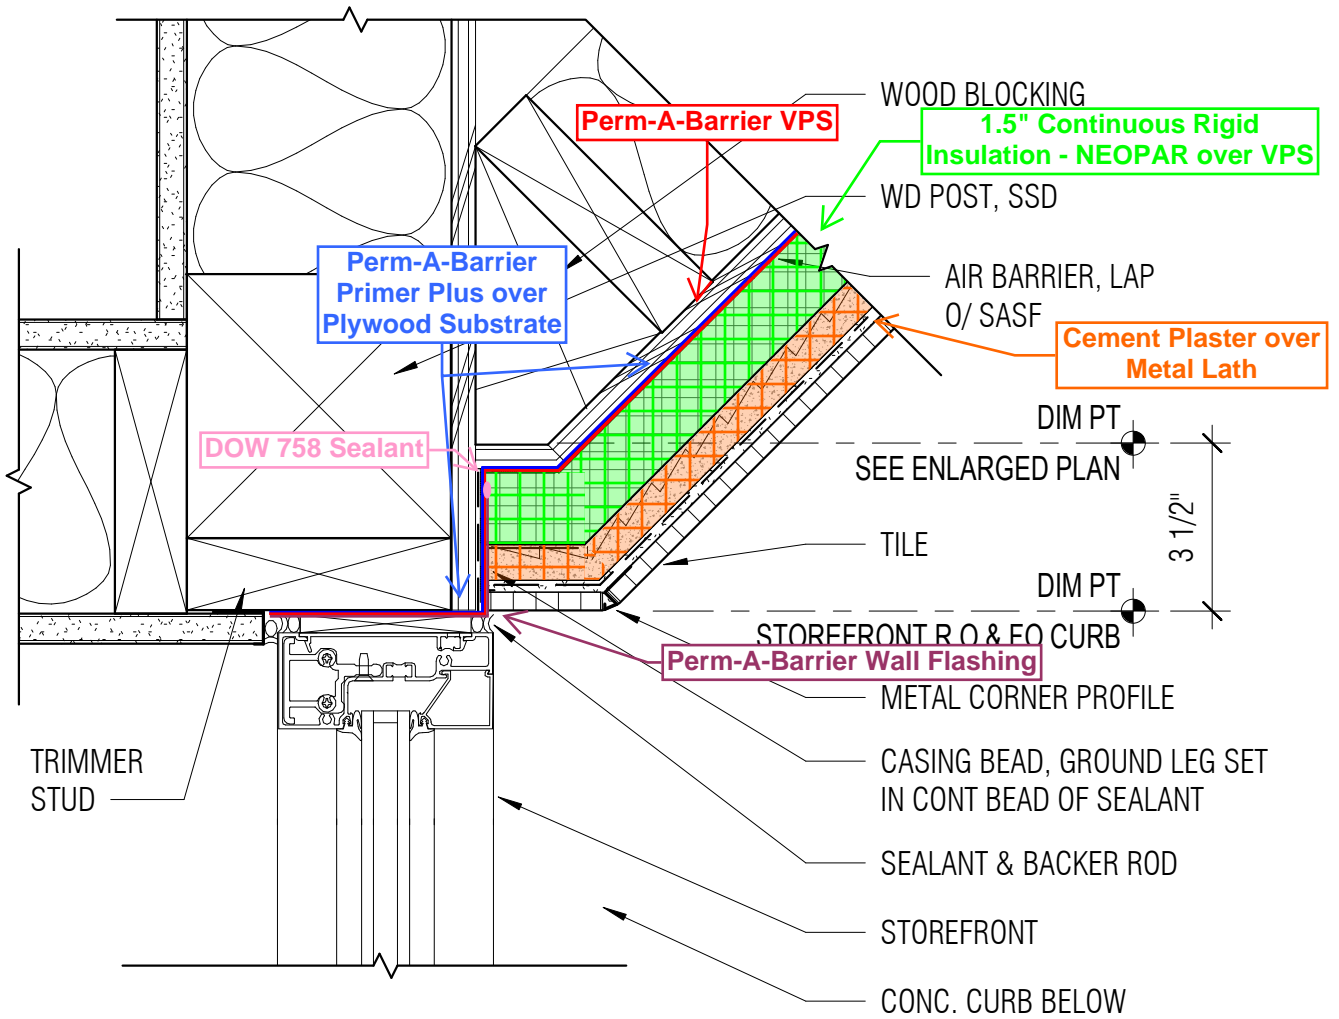 WOOD BLOCKING
Perm-A-Barrier VPS
1.5" Continuous Rigid
Insulation - NEOPAR over VPS
WD POST, SSD
Perm-A-Barrier
Primer Plus over
Plywood Substrate
AIR BARRIER, LAP
O/ SASF
Cement Plaster over
Metal Lath
DIM PT
DOW 758 Sealant
SEE ENLARGED PLAN
3 1/2"
TILE
DIM PT
STOREFRONT R.O & EQ CURB
Perm-A-Barrier Wall Flashing
METAL CORNER PROFILE
TRIMMER
STUD
CASING BEAD, GROUND LEG SET
IN CONT BEAD OF SEALANT
SEALANT & BACKER ROD
STOREFRONT
CONC. CURB BELOW